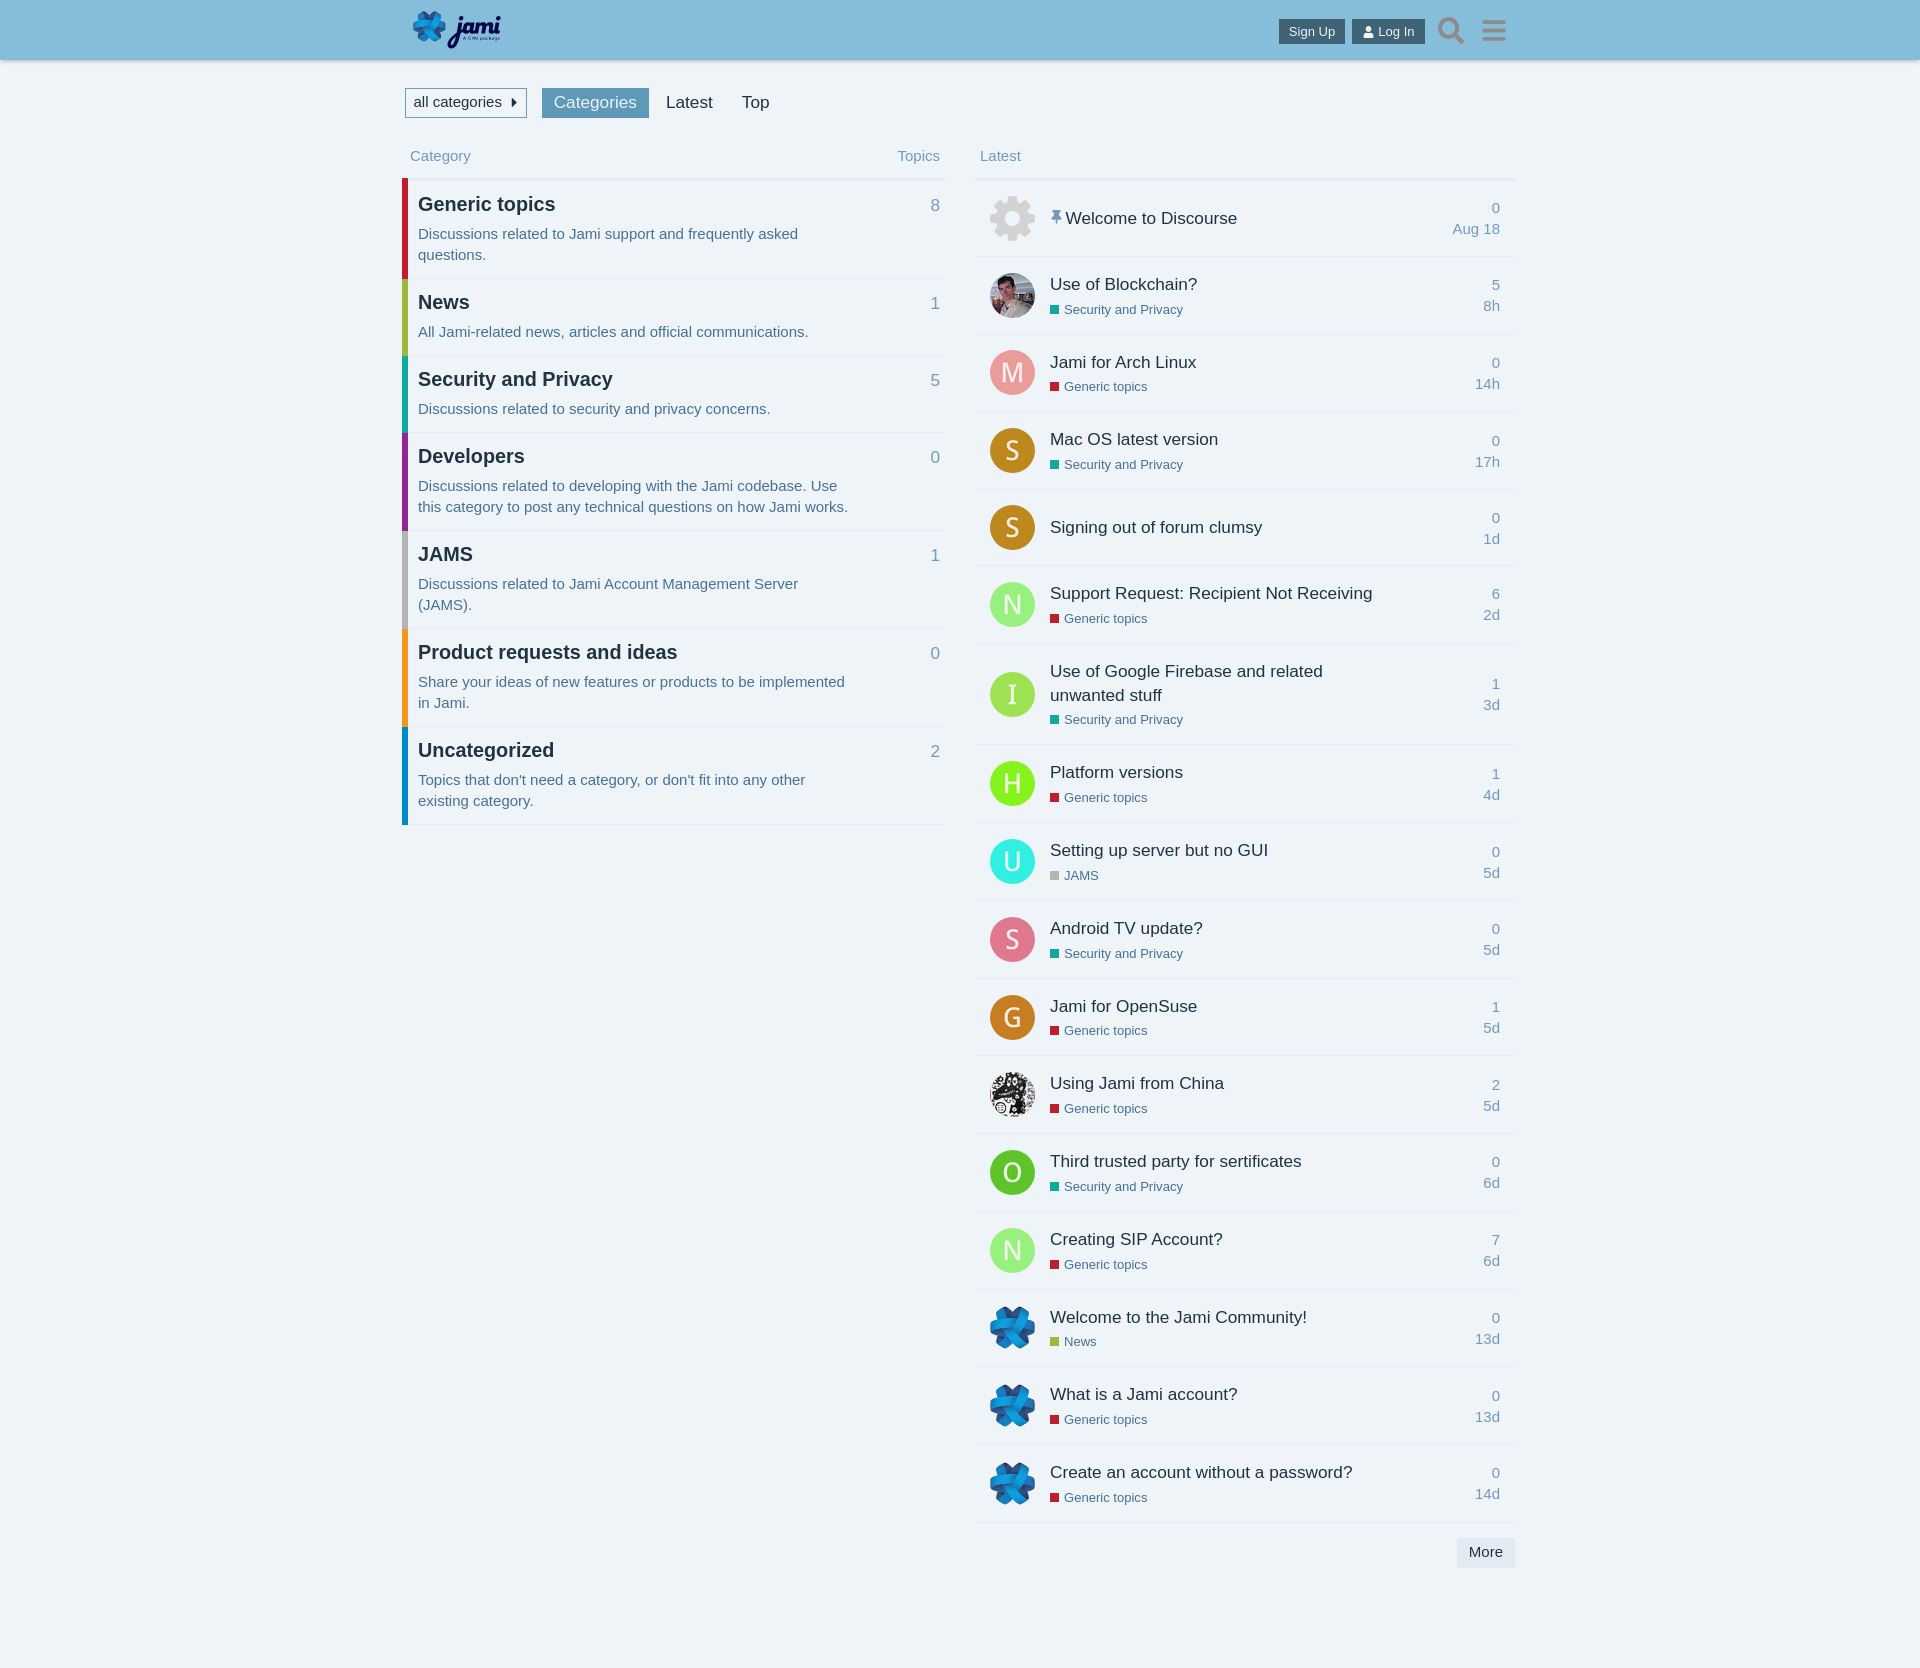 jami
A GNU package
Sign Up
Log In
all categories
Categories
Latest
Top
Category
Topics
Generic topics
8
Discussions related to Jami support and frequently asked
questions.
News
1
All Jami-related news, articles and official communications.
Security and Privacy
5
Discussions related to security and privacy concerns.
Developers
0
Discussions related to developing with the Jami codebase. Use
this category to post any technical questions on how Jami works.
JAMS
1
Discussions related to Jami Account Management Server
(JAMS).
Product requests and ideas
0
Share your ideas of new features or products to be implemented
in Jami.
Uncategorized
2
Topics that don't need a category, or don't fit into any other
existing category.
Latest
Welcome to Discourse
0
Aug 18
Use of Blockchain?
Security and Privacy
5
8h
M
Jami for Arch Linux
Generic topics
0
14h
S
Mac OS latest version
Security and Privacy
0
17h
S
Signing out of forum clumsy
0
1d
N
Support Request: Recipient Not Receiving
Generic topics
6
2d
I
Use of Google Firebase and related
unwanted stuff
Security and Privacy
1
3d
H
Platform versions
Generic topics
1
4d
U
Setting up server but no GUI
JAMS
0
5d
S
Android TV update?
Security and Privacy
0
5d
G
Jami for OpenSuse
Generic topics
1
5d
Using Jami from China
Generic topics
2
5d
O
Third trusted party for sertificates
Security and Privacy
0
6d
N
Creating SIP Account?
Generic topics
7
6d
Welcome to the Jami Community!
News
0
13d
What is a Jami account?
Generic topics
0
13d
Create an account without a password?
Generic topics
0
14d
More